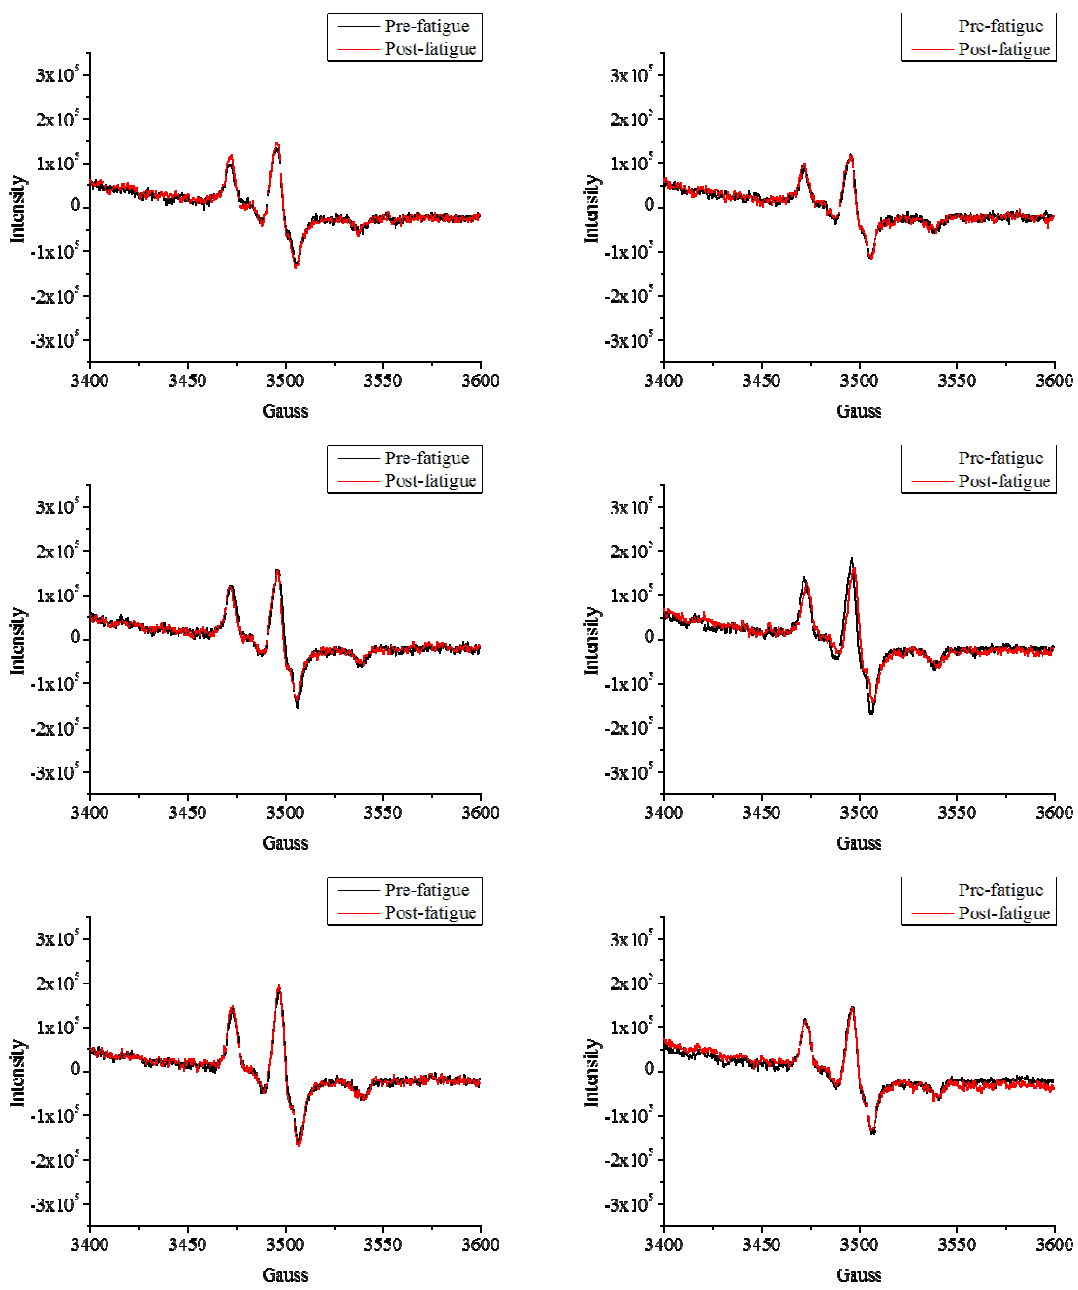 Pre-fatigue
Post-fatigue
3x10⁵
2x10⁵
1x10⁵
0
-1x10⁵
-2x10⁵
-3x10⁵
Intensity
3400 3450 3500 3550 3600
Gauss
Pre-fatigue
Post-fatigue
3x10⁵
2x10⁵
1x10⁵
0
-1x10⁵
-2x10⁵
-3x10⁵
Intensity
3400 3450 3500 3550 3600
Gauss
Pre-fatigue
Post-fatigue
3x10⁵
2x10⁵
1x10⁵
0
-1x10⁵
-2x10⁵
-3x10⁵
Intensity
3400 3450 3500 3550 3600
Gauss
Pre-fatigue
Post-fatigue
3x10⁵
2x10⁵
1x10⁵
0
-1x10⁵
-2x10⁵
-3x10⁵
Intensity
3400 3450 3500 3550 3600
Gauss
Pre-fatigue
Post-fatigue
3x10⁵
2x10⁵
1x10⁵
0
-1x10⁵
-2x10⁵
-3x10⁵
Intensity
3400 3450 3500 3550 3600
Gauss
Pre-fatigue
Post-fatigue
3x10⁵
2x10⁵
1x10⁵
0
-1x10⁵
-2x10⁵
-3x10⁵
Intensity
3400 3450 3500 3550 3600
Gauss